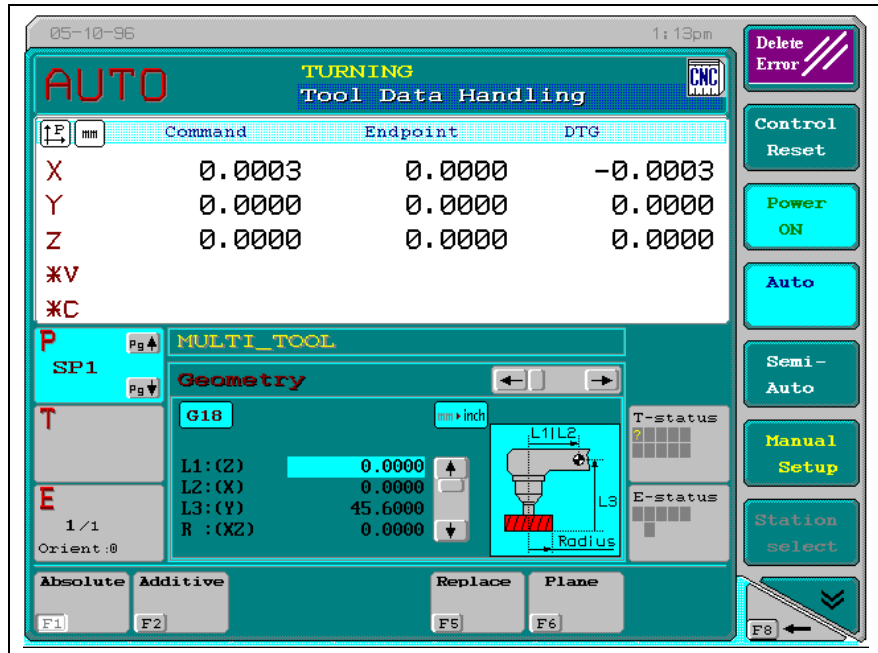 05-10-96 1:13pm
AUTO
TURNING
Tool Data Handling
CNC
P mm Command Endpoint DTG
X 0.0003 0.0000 -0.0003
Y 0.0000 0.0000 0.0000
Z 0.0000 0.0000 0.0000
*V
*C
P Pg
SP1
Pg
MULTI_TOOL
Geometry
T
G18 mm▸inch
L1:(Z) 0.0000
L2:(X) 0.0000
L3:(Y) 45.6000
R :(XZ) 0.0000
L1|L2
L3
Radius
T-status
?
E
1/1
Orient:0
E-status
Absolute
F1
Additive
F2
Replace
F5
Plane
F6
Delete
Error
Control
Reset
Power
ON
Auto
Semi-
Auto
Manual
Setup
Station
select
F8